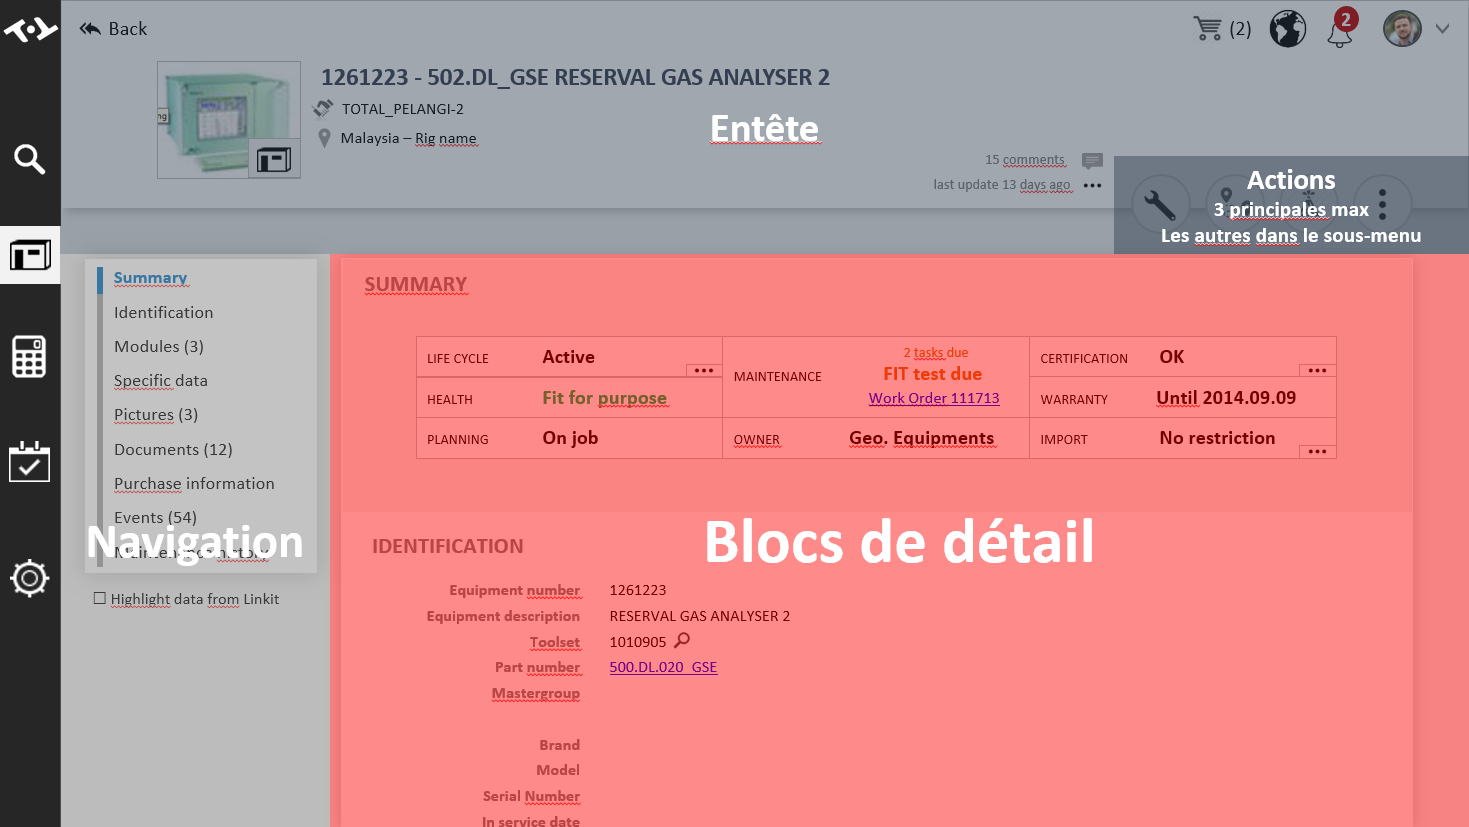 Back
(2)
2
1261223 - 502.DL_GSE RESERVAL GAS ANALYSER 2
TOTAL_PELANGI-2
Malaysia – Rig name
Entête
15 comments
last update 13 days ago
Actions
3 principales max
Les autres dans le sous-menu
Summary
Identification
Modules (3)
Specific data
Pictures (3)
Documents (12)
Purchase information
Events (54)
Maintenance history
Navigation
Highlight data from Linkit
SUMMARY
LIFE CYCLE Active
HEALTH Fit for purpose
PLANNING On job
MAINTENANCE
2 tasks due
FIT test due
Work Order 111713
OWNER Geo. Equipments
CERTIFICATION OK
WARRANTY Until 2014.09.09
IMPORT No restriction
Blocs de détail
IDENTIFICATION
Equipment number 1261223
Equipment description RESERVAL GAS ANALYSER 2
Toolset 1010905
Part number 500.DL.020_GSE
Mastergroup
Brand
Model
Serial Number
In service date